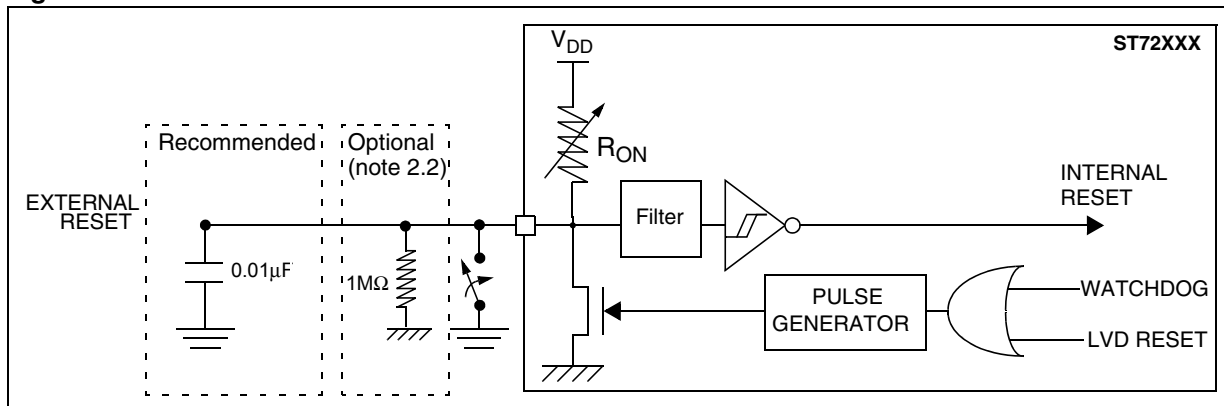 ST72XXX
VDD
RON
Recommended
Optional
(note 2.2)
EXTERNAL
RESET
0.01μF
1MΩ
Filter
INTERNAL
RESET
PULSE
GENERATOR
WATCHDOG
LVD RESET